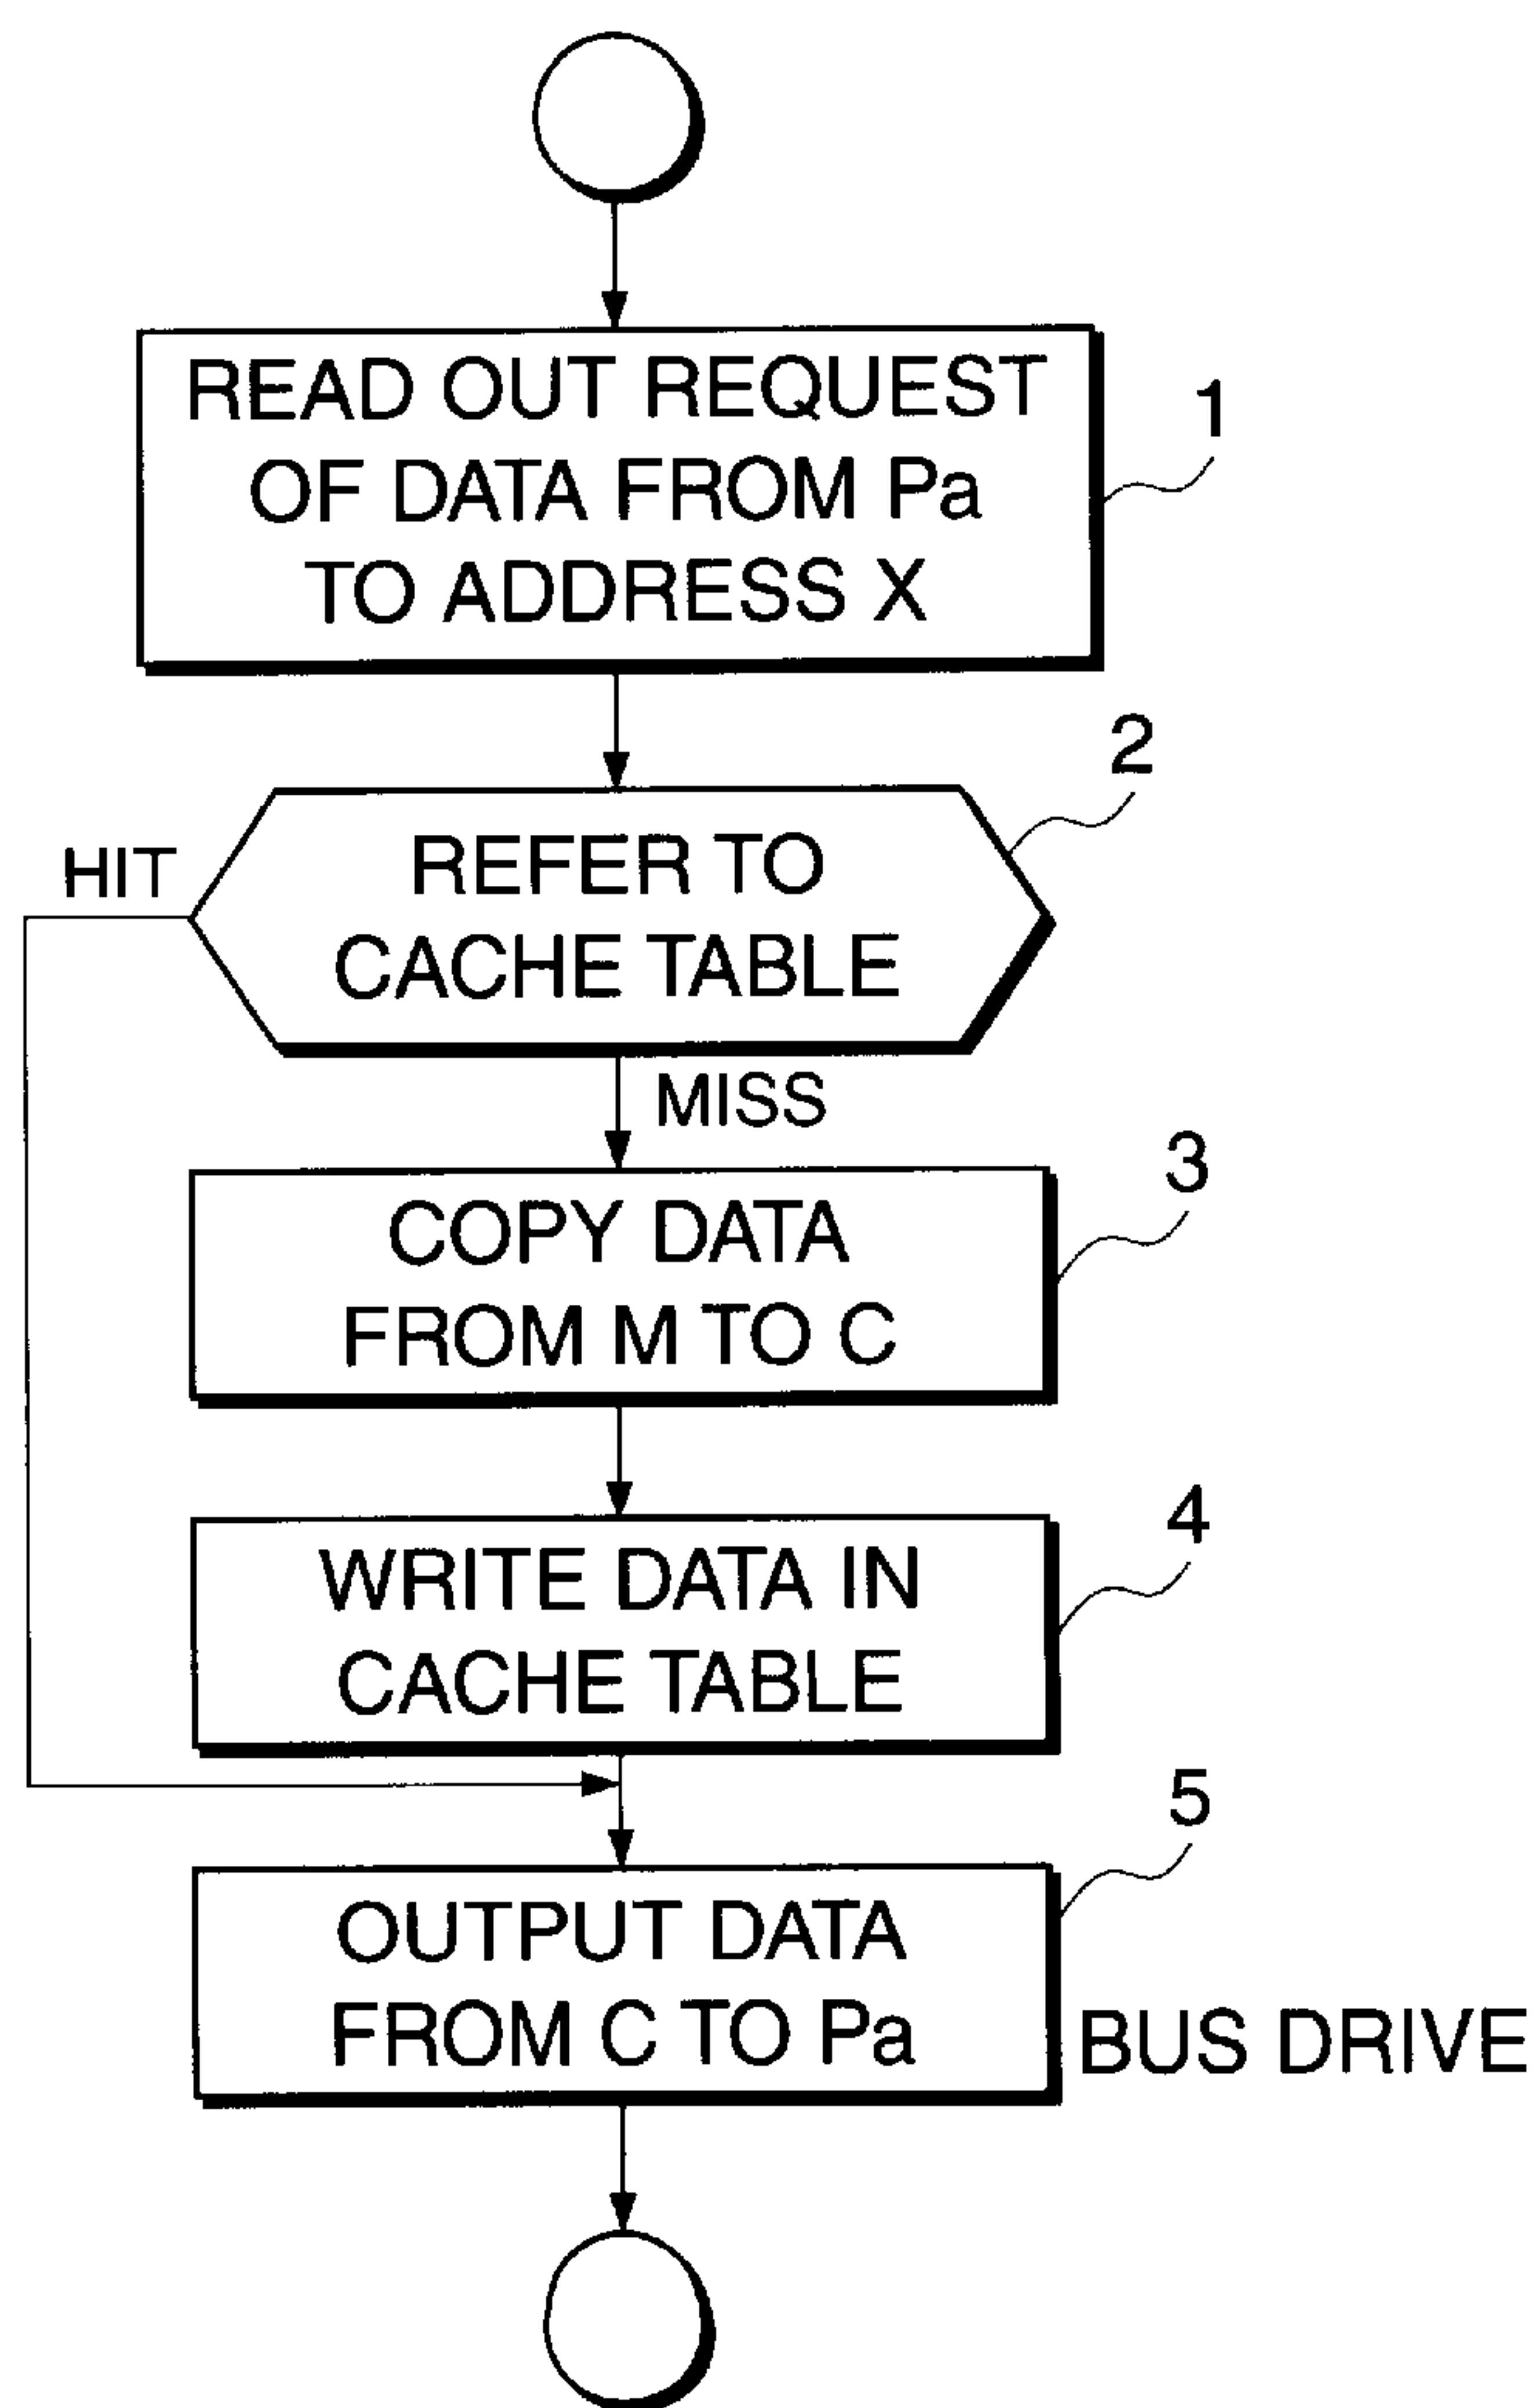 READ OUT REQUEST
OF DATA FROM Pa
TO ADDRESS X
1
2
HIT
REFER TO
CACHE TABLE
MISS
3
COPY DATA
FROM M TO C
4
WRITE DATA IN
CACHE TABLE
5
OUTPUT DATA
FROM C TO Pa
BUS DRIVE